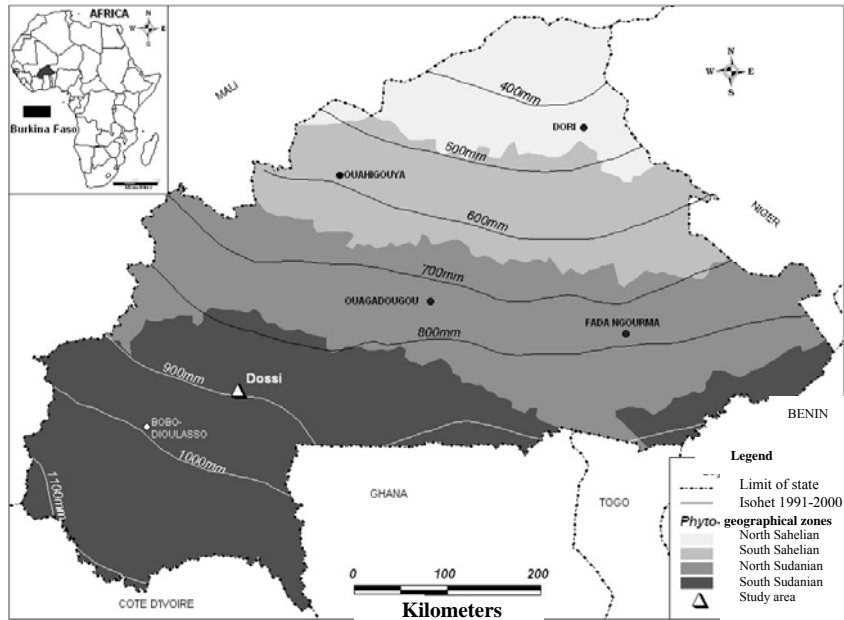 AFRICA
N
W E
S
Burkina Faso
MALI
N
W E
S
400mm
DORI
500mm
OUAHIGOUYA
600mm
NIGER
700mm
OUAGADOUGOU
FADA NGOURMA
800mm
900mm
Dossi
BOBO-
DIOULASSO
1000mm
1100mm
BENIN
GHANA
TOGO
COTE D'IVOIRE
0 100 200
Kilometers
Legend
Limit of state
Isohet 1991-2000
Phyto- geographical zones
North Sahelian
South Sahelian
North Sudanian
South Sudanian
Study area